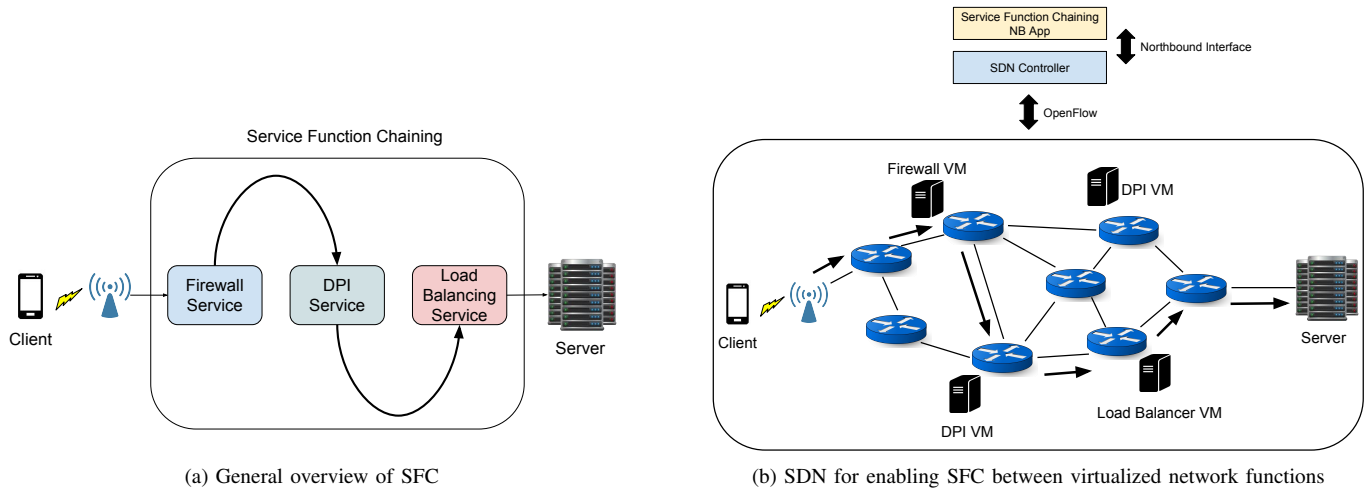 Service Function Chaining
Firewall
Service
DPI
Service
Load
Balancing
Service
Client
Server
(a) General overview of SFC
Service Function Chaining
NB App
Northbound Interface
SDN Controller
OpenFlow
Firewall VM
DPI VM
Client
Server
DPI VM
Load Balancer VM
(b) SDN for enabling SFC between virtualized network functions